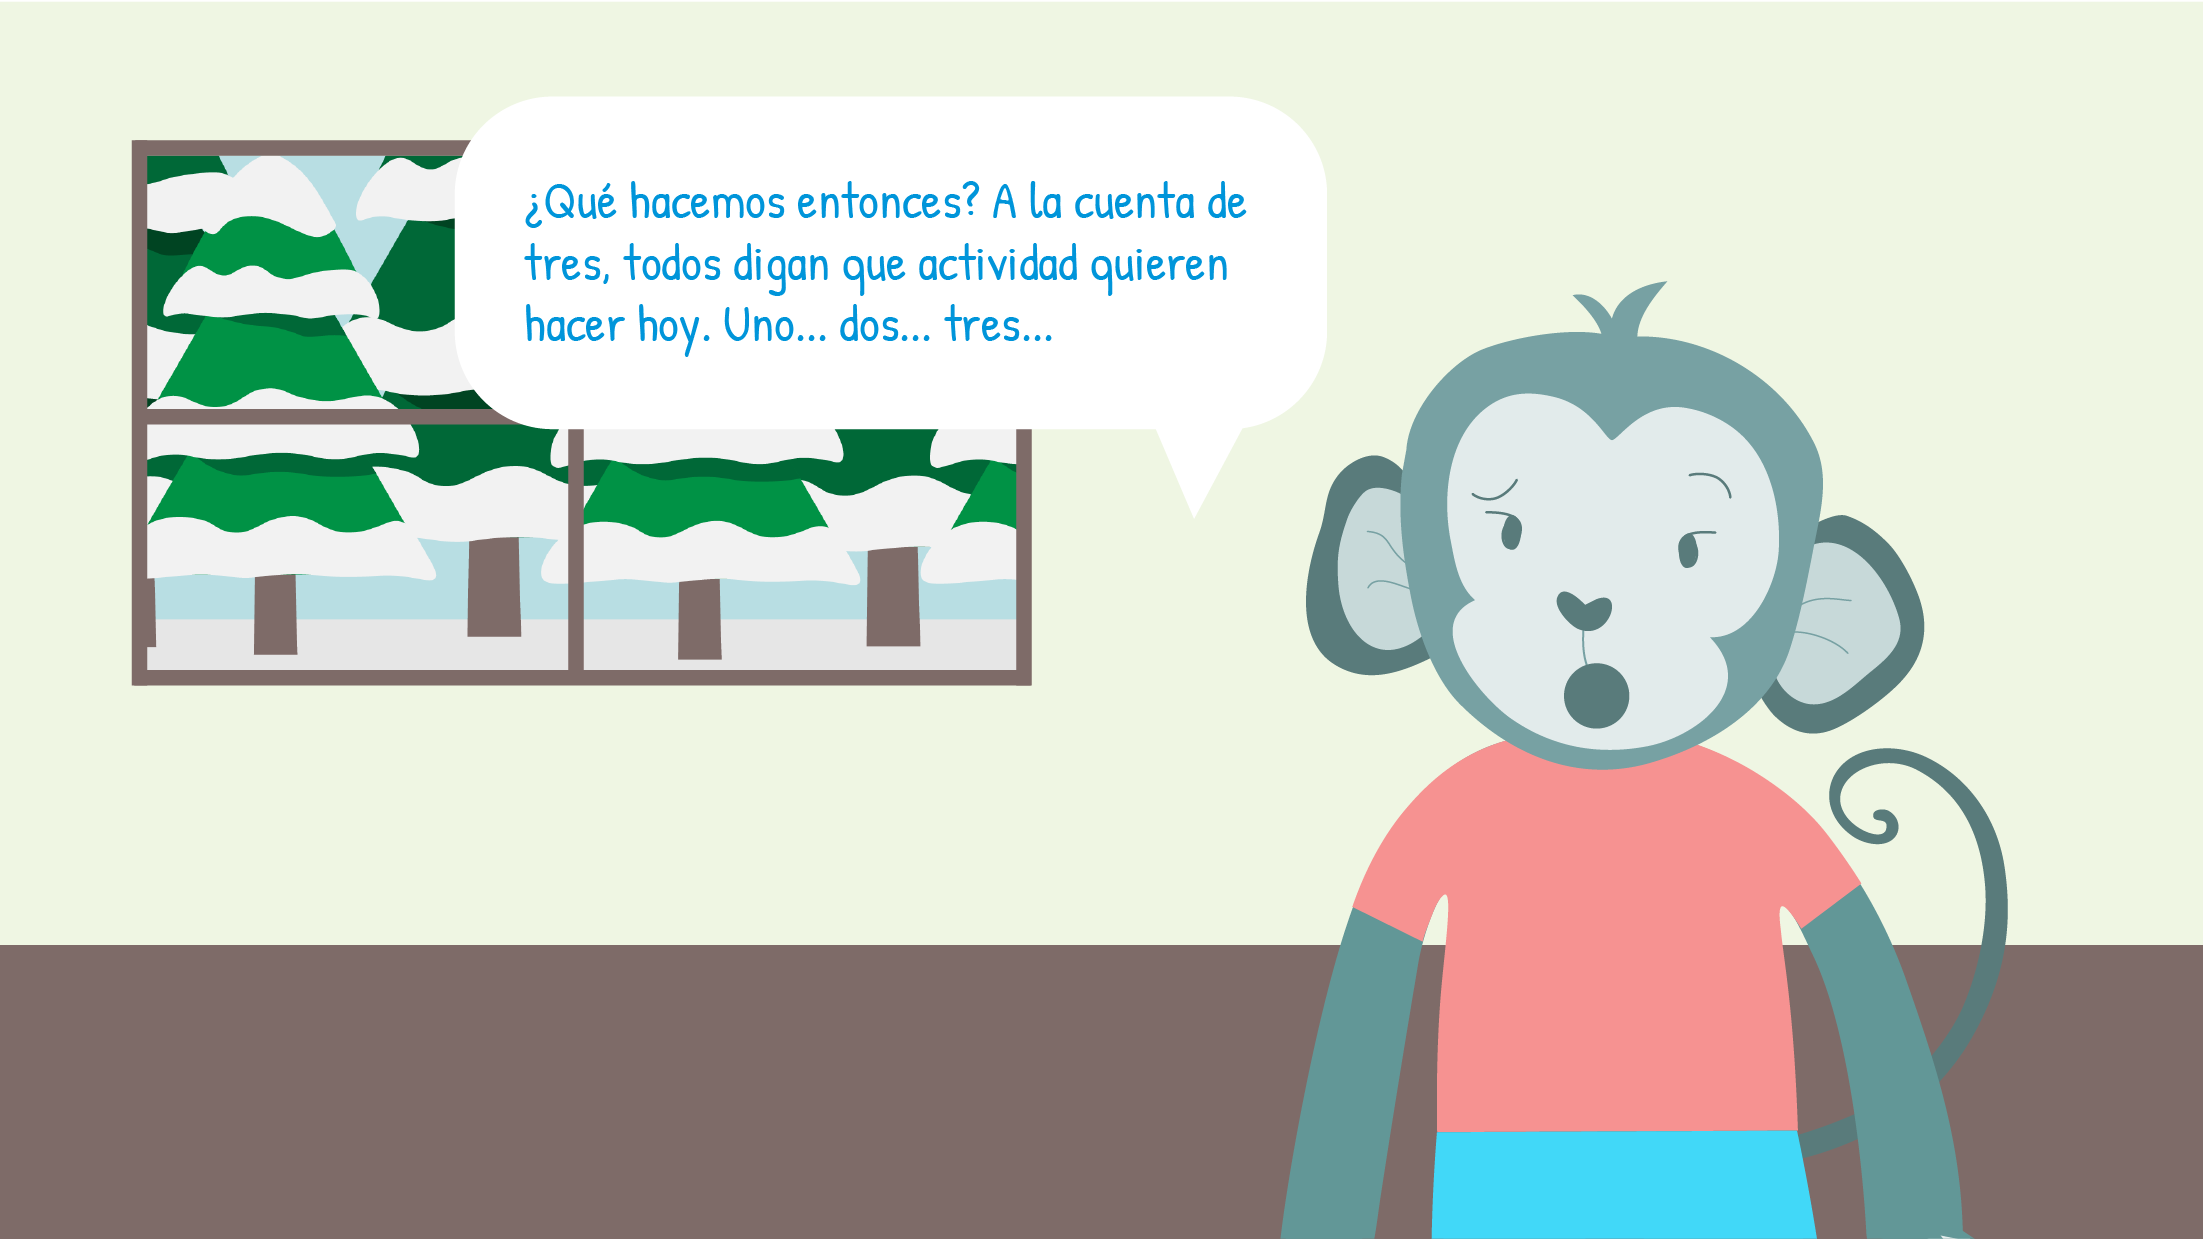 ¿Qué hacemos entonces? A la cuenta de
tres, todos digan que actividad quieren
hacer hoy. Uno... dos... tres...